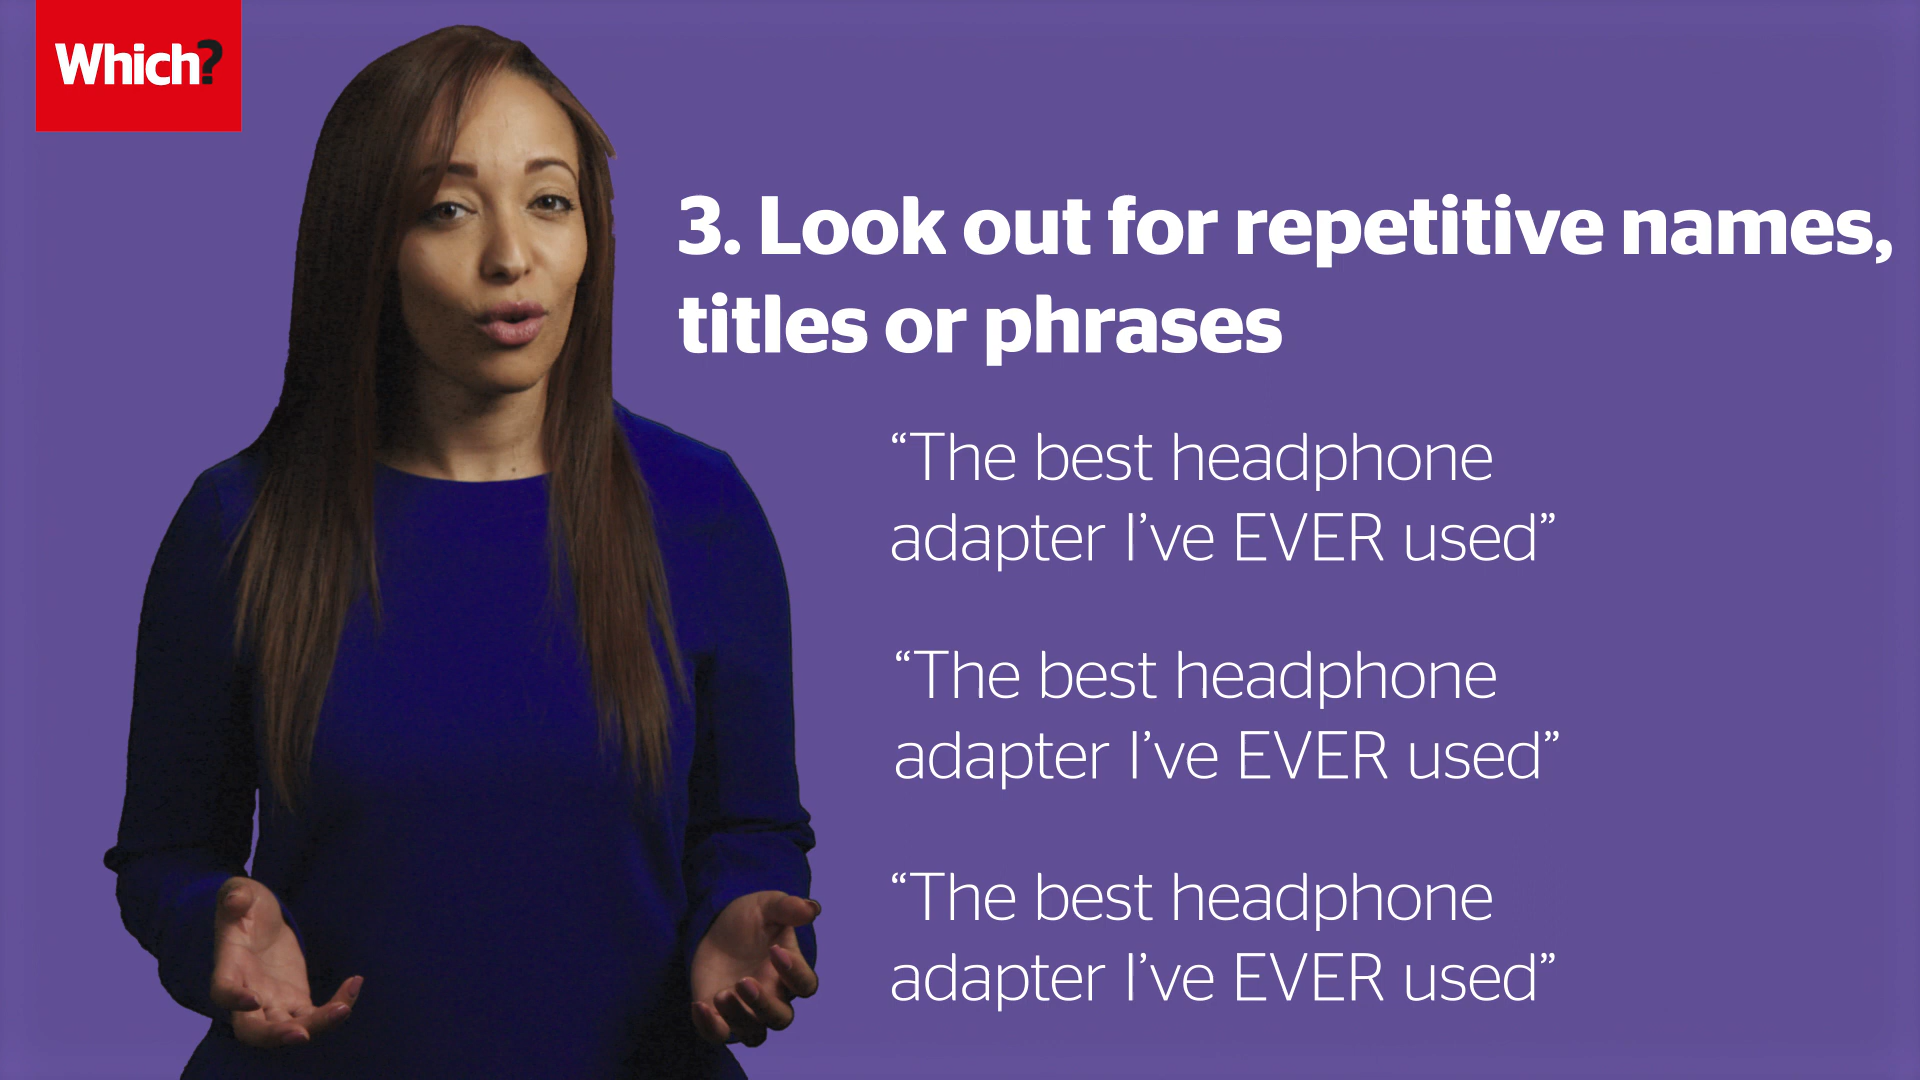 Which?
3. Look out for repetitive names,
titles or phrases
“The best headphone
adapter I’ve EVER used”
“The best headphone
adapter I’ve EVER used”
“The best headphone
adapter I’ve EVER used”